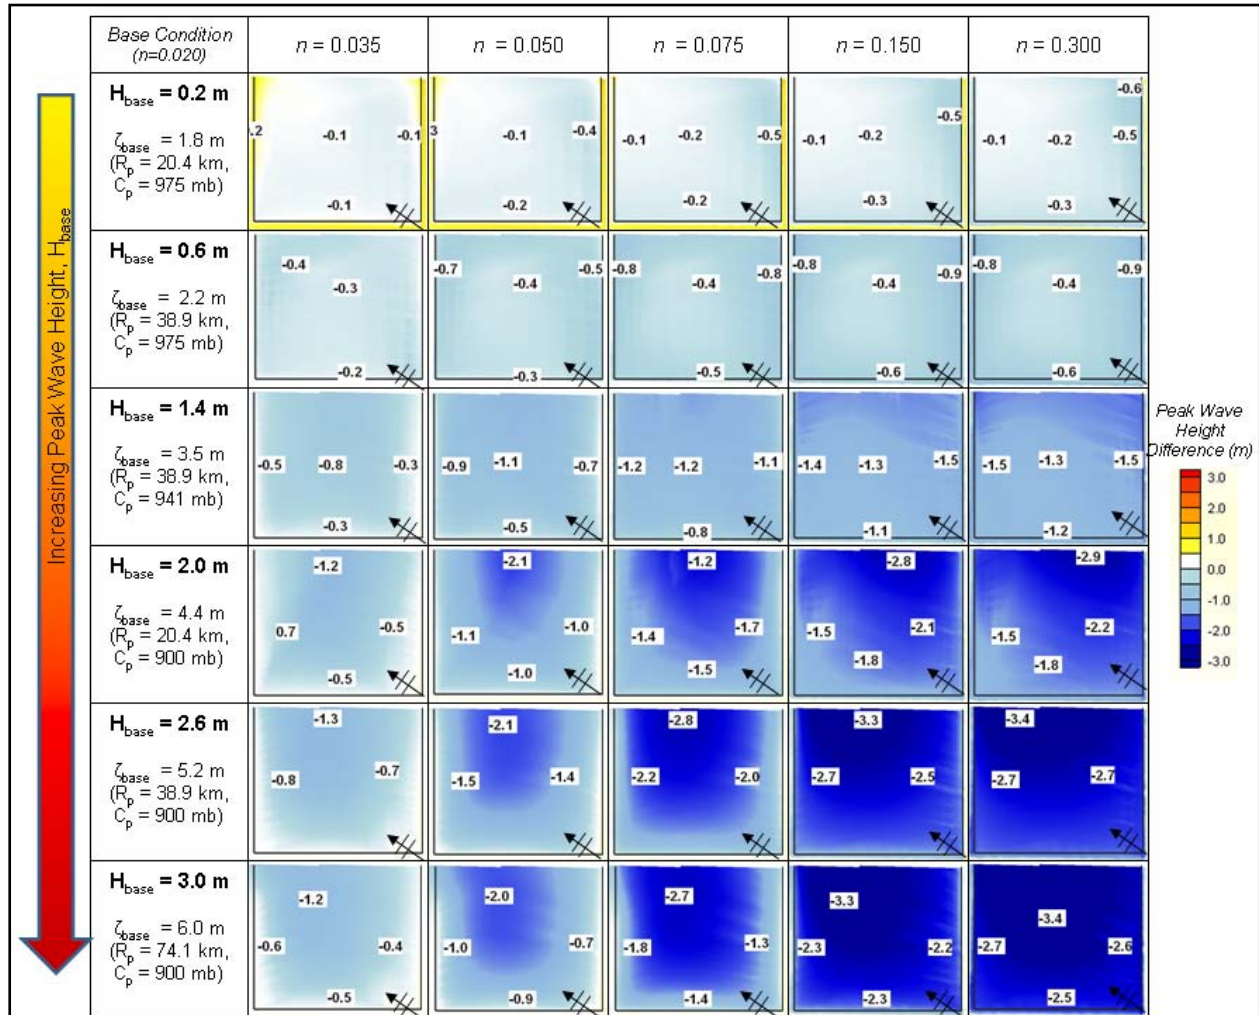 Base Condition
(n=0.020)
n = 0.035
n = 0.050
n = 0.075
n = 0.150
n = 0.300
Increasing Peak Wave Height, Hbase
Hbase = 0.2 m
ζbase = 1.8 m
(Rp = 20.4 km,
Cp = 975 mb)
.2 -0.1 -0.1
-0.1
3 -0.1 -0.4
-0.2
-0.1 -0.2 -0.5
-0.2
-0.5
-0.1 -0.2
-0.3
-0.6
-0.1 -0.2 -0.5
-0.3
Hbase = 0.6 m
ζbase = 2.2 m
(Rp = 38.9 km,
Cp = 975 mb)
-0.4
-0.3
-0.2
-0.7 -0.5
-0.4
-0.3
-0.8 -0.8
-0.4
-0.5
-0.8 -0.9
-0.4
-0.6
-0.8 -0.9
-0.4
-0.6
Hbase = 1.4 m
ζbase = 3.5 m
(Rp = 38.9 km,
Cp = 941 mb)
-0.5 -0.8 -0.3
-0.3
-0.9 -1.1 -0.7
-0.5
-1.2 -1.2 -1.1
-0.8
-1.4 -1.3 -1.5
-1.1
-1.5 -1.3 -1.5
-1.2
Hbase = 2.0 m
ζbase = 4.4 m
(Rp = 20.4 km,
Cp = 900 mb)
-1.2
0.7 -0.5
-0.5
-2.1
-1.1 -1.0
-1.0
-1.2
-1.4 -1.7
-1.5
-2.8
-1.5 -2.1
-1.8
-2.9
-1.5 -2.2
-1.8
Hbase = 2.6 m
ζbase = 5.2 m
(Rp = 38.9 km,
Cp = 900 mb)
-1.3
-0.8 -0.7
-2.1
-1.5 -1.4
-2.8
-2.2 -2.0
-3.3
-2.7 -2.5
-3.4
-2.7 -2.7
Hbase = 3.0 m
ζbase = 6.0 m
(Rp = 74.1 km,
Cp = 900 mb)
-1.2
-0.6 -0.4
-0.5
-2.0
-1.0 -0.7
-0.9
-2.7
-1.8 -1.3
-1.4
-3.3
-2.3 -2.2
-2.3
-3.4
-2.7 -2.6
-2.5
Peak Wave
Height
Difference (m)
3.0
2.0
1.0
0.0
-1.0
-2.0
-3.0